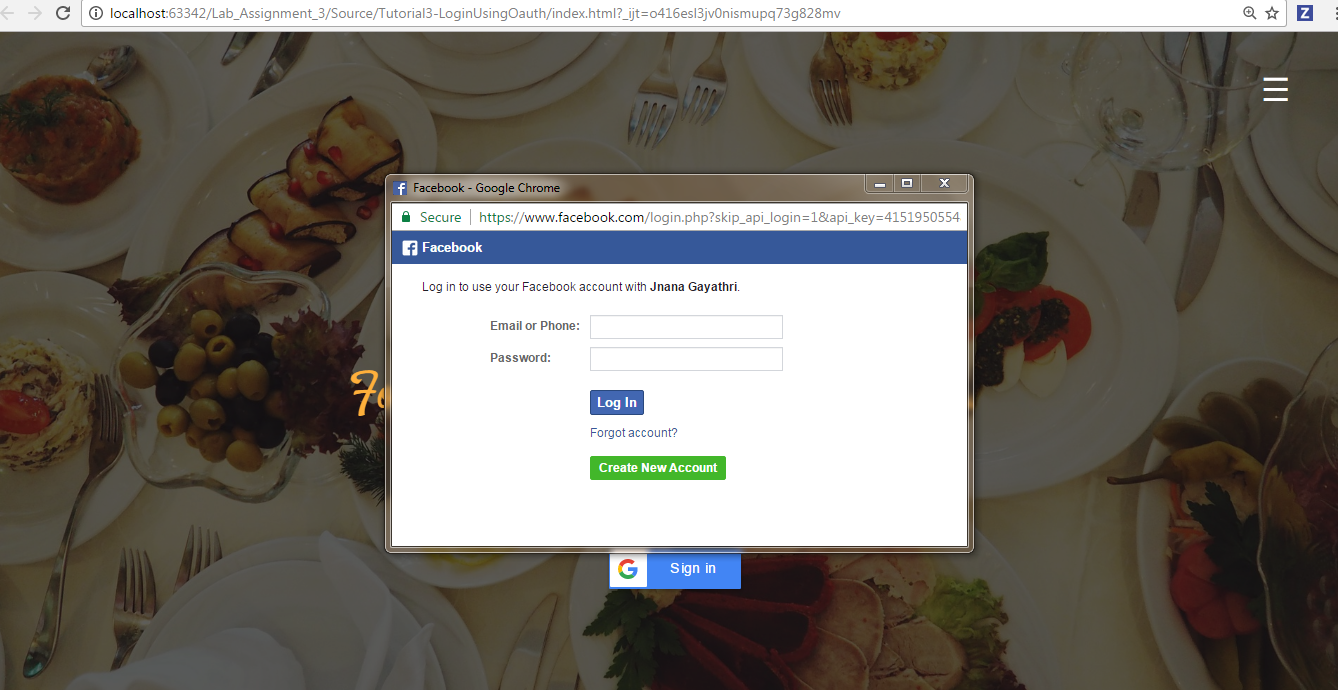 localhost:63342/Lab_Assignment_3/Source/Tutorial3-LoginUsingOauth/index.html?_ijt=o416esl3jv0nismupq73g828mv
Z
Facebook - Google Chrome
Secure https://www.facebook.com/login.php?skip_api_login=1&api_key=4151950554
Facebook
Log in to use your Facebook account with Jnana Gayathri.
Email or Phone:
Password:
Log In
Forgot account?
Create New Account
G Sign in